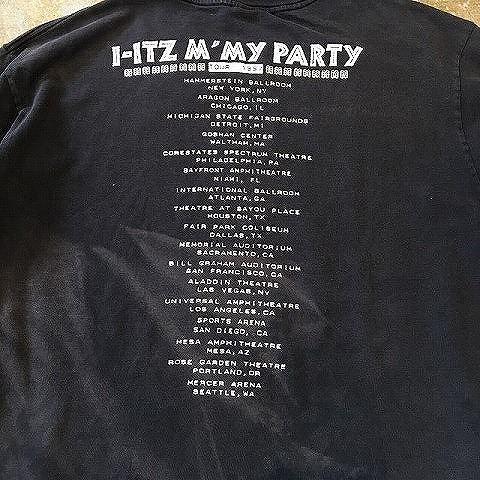 I-ITZ M'MY PARTY
TOUR 1997
HAMMERSTEIN BALLROOM
NEW YORK, NY
ARAGON BALLROOM
CHICAGO, IL
MICHIGAN STATE FAIRGROUNDS
DETROIT, MI
GOSMAN CENTER
WALTHAM, MA
CORESTATES SPECTRUM THEATRE
PHILADELPHIA, PA
BAYFRONT AMPHITHEATRE
MIAMI, FL
INTERNATIONAL BALLROOM
ATLANTA, GA
THEATRE AT BAYOU PLACE
HOUSTON, TX
FAIR PARK COLISEUM
DALLAS, TX
MEMORIAL AUDITORIUM
SACRAMENTO, CA
BILL GRAHAM AUDITORIUM
SAN FRANCISCO, CA
ALADDIN THEATRE
LAS VEGAS, NV
UNIVERSAL AMPHITHEATRE
LOS ANGELES, CA
SPORTS ARENA
SAN DIEGO, CA
MESA AMPHITHEATRE
MESA, AZ
ROSE GARDEN THEATRE
PORTLAND, OR
MERCER ARENA
SEATTLE, WA